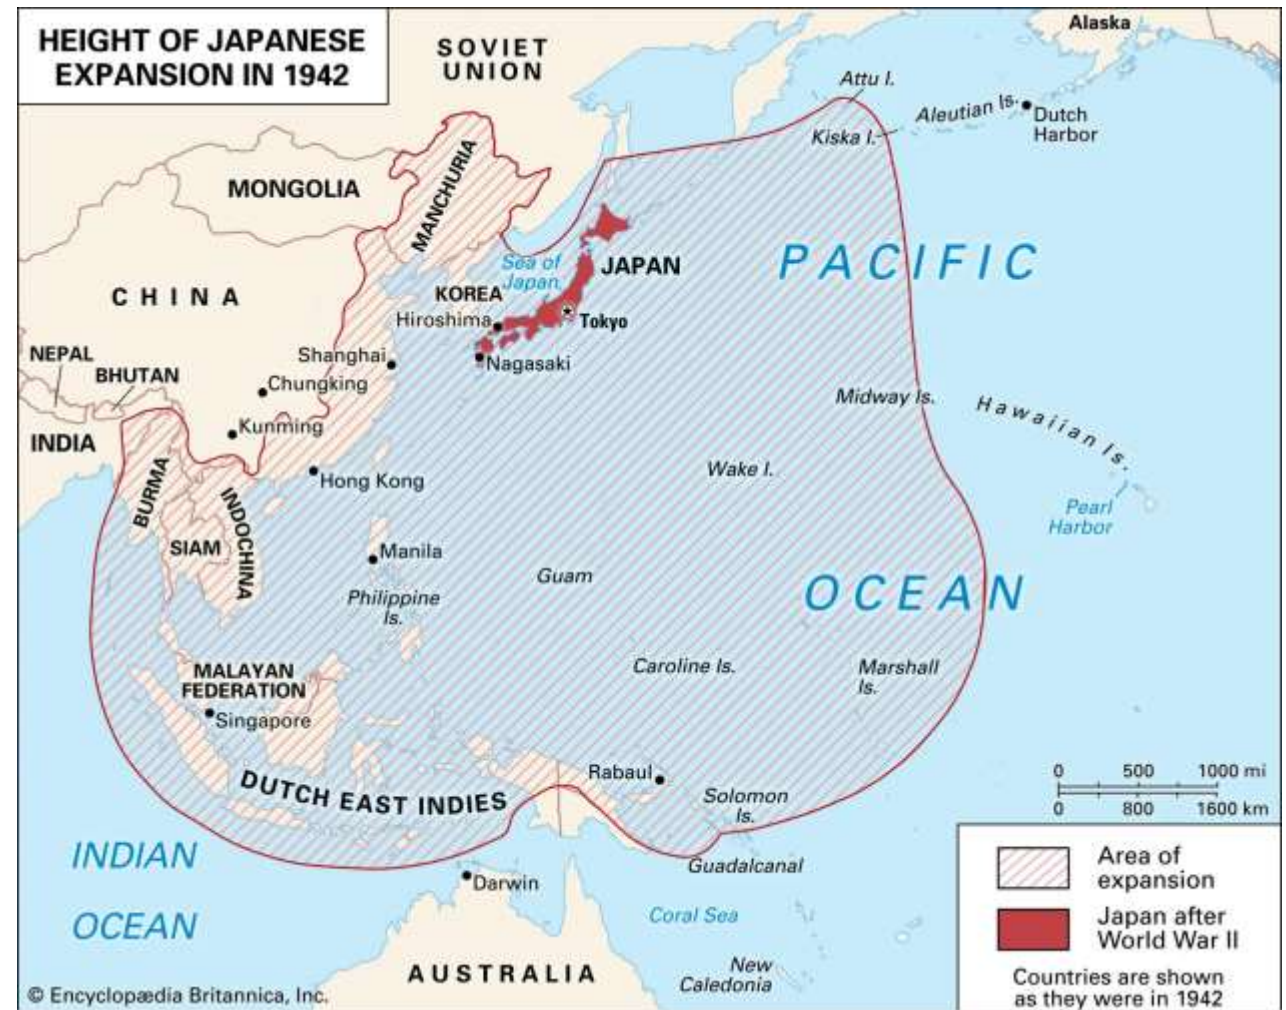 HEIGHT OF JAPANESE
EXPANSION IN 1942
SOVIET
UNION
Alaska
Attu I.
Aleutian Is.
Dutch
Harbor
Kiska I.
MONGOLIA
MANCHURIA
PACIFIC
Sea of
Japan
JAPAN
CHINA
KOREA
Hiroshima
Tokyo
NEPAL
Shanghai
Nagasaki
BHUTAN
Chungking
Midway Is.
Hawaiian Is.
Kunming
INDIA
Wake I.
Hong Kong
BURMA
INDOCHINA
Pearl
Harbor
SIAM
Manila
Guam
OCEAN
Philippine
Is.
Caroline Is.
Marshall
Is.
MALAYAN
FEDERATION
Singapore
Rabaul
0 500 1000 mi
0 800 1600 km
DUTCH EAST INDIES
Solomon
Is.
INDIAN
OCEAN
Guadalcanal
Darwin
Coral Sea
AUSTRALIA
New
Caledonia
Area of
expansion
Japan after
World War II
Countries are shown
as they were in 1942
© Encyclopædia Britannica, Inc.